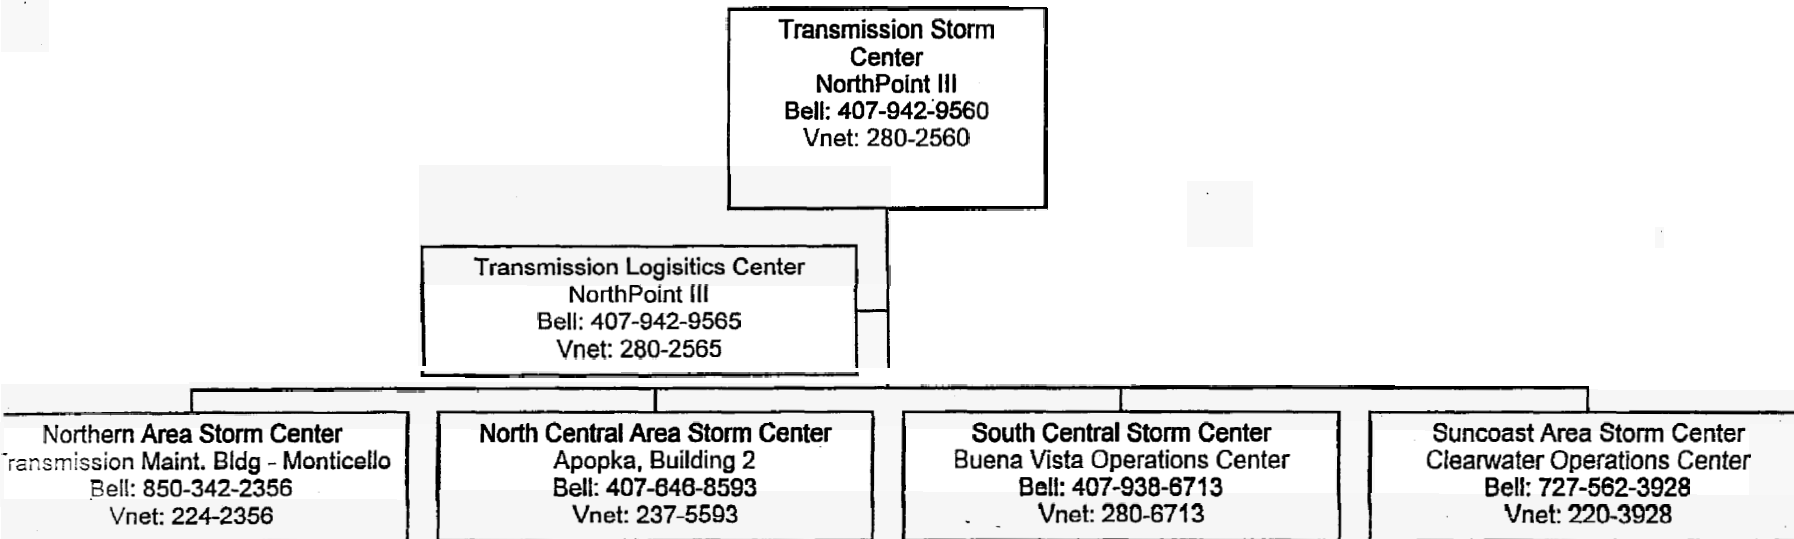 Transmission Storm
Center
NorthPoint III
Bell: 407-942-9560
Vnet: 280-2560
Transmission Logisitics Center
NorthPoint III
Bell: 407-942-9565
Vnet: 280-2565
Northern Area Storm Center
ransmission Maint. Bldg - Monticello
Bell: 850-342-2356
Vnet: 224-2356
North Central Area Storm Center
Apopka, Building 2
Bell: 407-646-8593
Vnet: 237-5593
South Central Storm Center
Buena Vista Operations Center
Bell: 407-938-6713
Vnet: 280-6713
Suncoast Area Storm Center
Clearwater Operations Center
Bell: 727-562-3928
Vnet: 220-3928